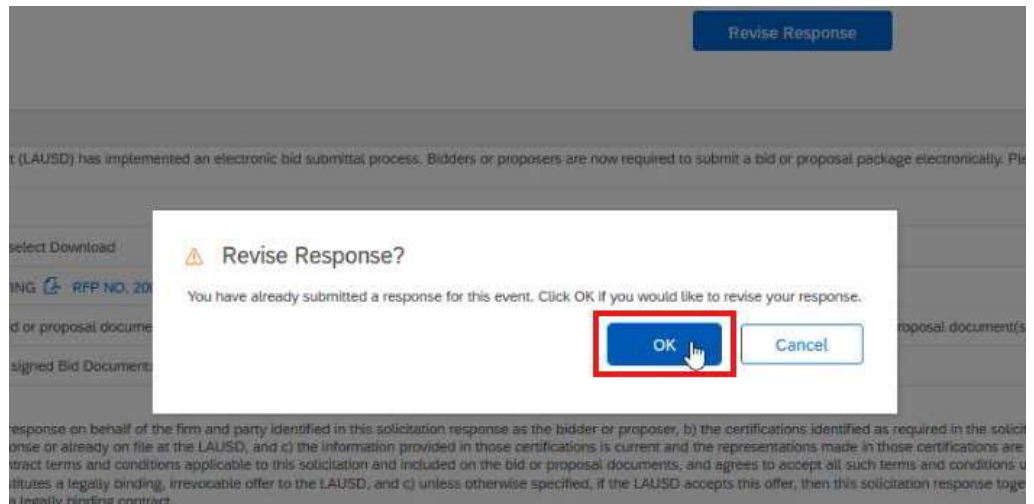 Revise Response
t (LAUSD) has implemented an electronic bid submittal process. Bidders or proposers are now required to submit a bid or proposal package electronically. Ple
select Download
ING RFP NO. 20
Revise Response?
You have already submitted a response for this event. Click OK if you would like to revise your response.
d or proposal docume
oposal document(s
OK
Cancel
signed Bid Document
response on behalf of the firm and party identified in this solicitation response as the bidder or proposer, b) the certifications identified as required in the solicit
onse or already on file at the LAUSD, and c) the information provided in those certifications is current and the representations made in those certifications are
ntract terms and conditions applicable to this solicitation and included on the bid or proposal documents, and agrees to accept all such terms and conditions u
stitutes a legally binding, irrevocable offer to the LAUSD, and c) unless otherwise specified, if the LAUSD accepts this offer, then this solicitation response toge
a legally binding contract.